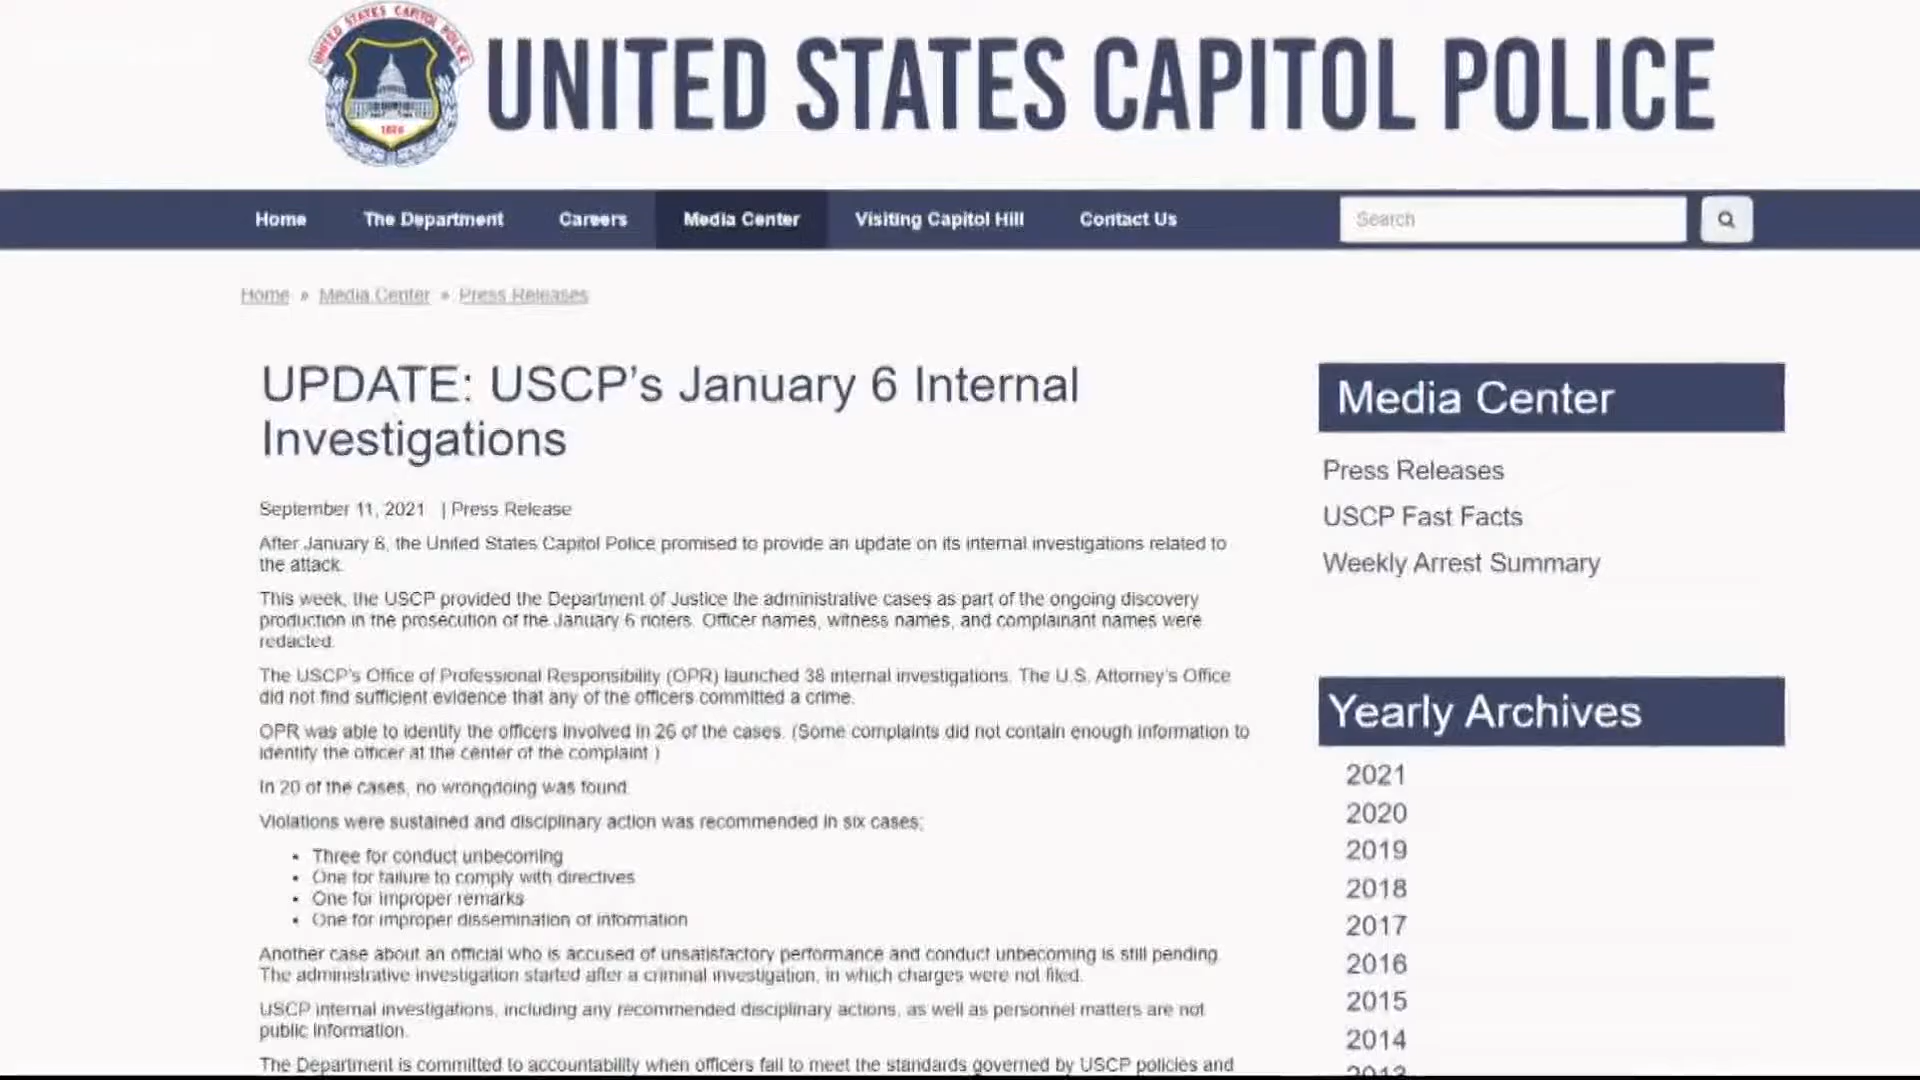 UNITED STATES CAPITOL POLICE
1828
UNITED STATES CAPITOL POLICE
Home
The Department
Careers
Media Center
Visiting Capitol Hill
Contact Us
Search
Home » Media Center » Press Releases
UPDATE: USCP's January 6 Internal
Investigations
September 11, 2021 | Press Release
After January 6, the United States Capitol Police promised to provide an update on its internal investigations related to
the attack.
This week, the USCP provided the Department of Justice the administrative cases as part of the ongoing discovery
production in the prosecution of the January 6 rioters. Officer names, witness names, and complainant names were
redacted.
The USCP's Office of Professional Responsibility (OPR) launched 38 internal investigations. The U.S. Attorney's Office
did not find sufficient evidence that any of the officers committed a crime.
OPR was able to identify the officers involved in 26 of the cases. (Some complaints did not contain enough information to
identify the officer at the center of the complaint.)
In 20 of the cases, no wrongdoing was found.
Violations were sustained and disciplinary action was recommended in six cases;
• Three for conduct unbecoming
• One for failure to comply with directives
• One for improper remarks
• One for improper dissemination of information
Another case about an official who is accused of unsatisfactory performance and conduct unbecoming is still pending.
The administrative investigation started after a criminal investigation, in which charges were not filed.
USCP internal investigations, including any recommended disciplinary actions, as well as personnel matters are not
public information.
The Department is committed to accountability when officers fail to meet the standards governed by USCP policies and
Media Center
Press Releases
USCP Fast Facts
Weekly Arrest Summary
Yearly Archives
2021
2020
2019
2018
2017
2016
2015
2014
2013